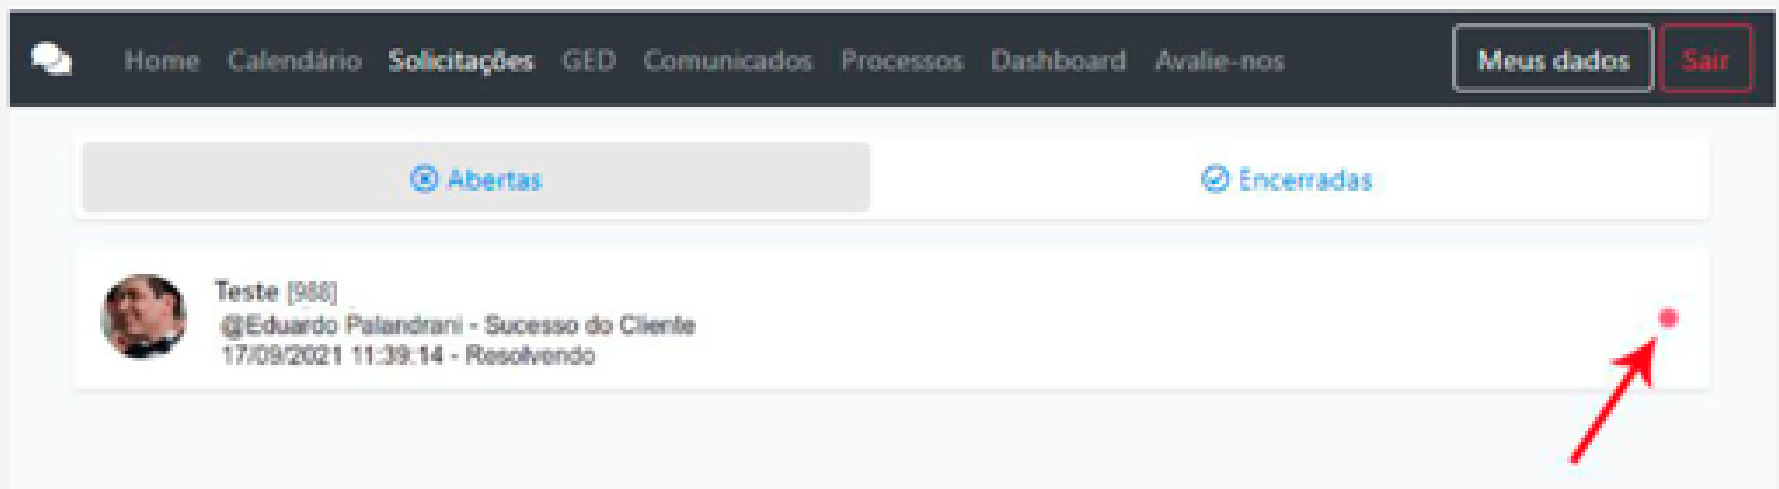 Home Calendário Solicitações GED Comunicados Processos Dashboard Avalie-nos Meus dados Sair
Abertas Encerradas
Teste [988]
@Eduardo Palandrani - Sucesso do Cliente
17/09/2021 11:39:14 - Resolvendo